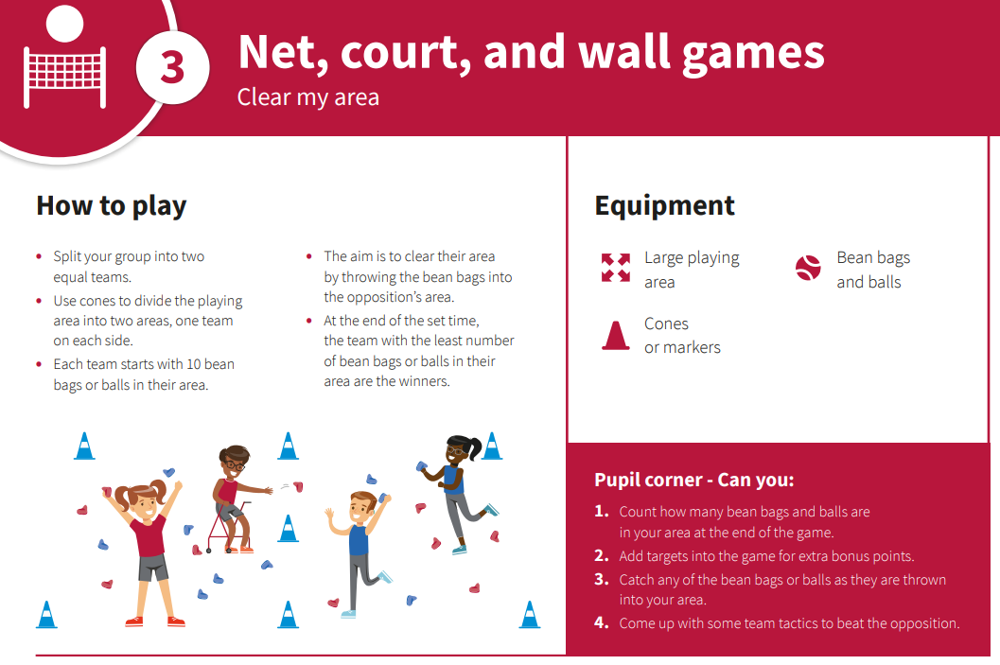 3
Net, court, and wall games
Clear my area
How to play
• Split your group into two
equal teams.
• Use cones to divide the playing
area into two areas, one team
on each side.
• Each team starts with 10 bean
bags or balls in their area.
• The aim is to clear their area
by throwing the bean bags into
the opposition’s area.
• At the end of the set time,
the team with the least number
of bean bags or balls in their
area are the winners.
Equipment
Large playing
area
Bean bags
and balls
Cones
or markers
Pupil corner - Can you:
1. Count how many bean bags and balls are
in your area at the end of the game.
2. Add targets into the game for extra bonus points.
3. Catch any of the bean bags or balls as they are thrown
into your area.
4. Come up with some team tactics to beat the opposition.